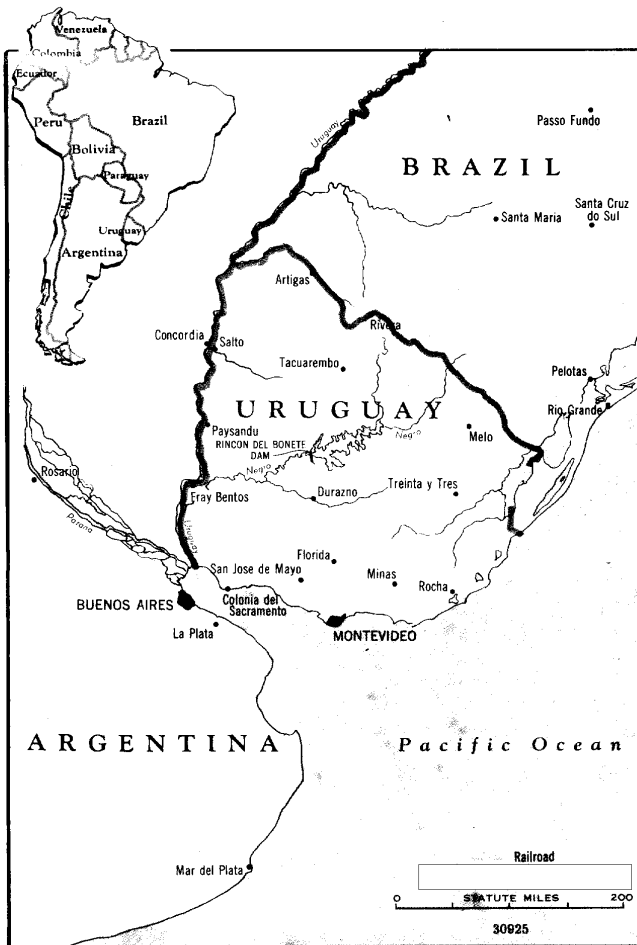 Venezuela
Colombia
Ecuador
Peru
Brazil
Bolivia
Paraguay
Chile
Uruguay
Argentina
Uruguay
Passo Fundo
BRAZIL
Santa Maria
Santa Cruz
do Sul
Artigas
Rivera
Concordia
Salto
Tacuarembo
Pelotas
URUGUAY
Rio Grande
Paysandu
Negro
Melo
RINCON DEL BONETE
DAM
Negro
Rosario
Treinta y Tres
Fray Bentos
Durazno
Parana
Uruguay
Florida
San Jose de Mayo
Minas
Rocha
BUENOS AIRES
Colonia del
Sacramento
La Plata
MONTEVIDEO
ARGENTINA
Pacific Ocean
Mar del Plata
Railroad
0 STATUTE MILES 200
30925